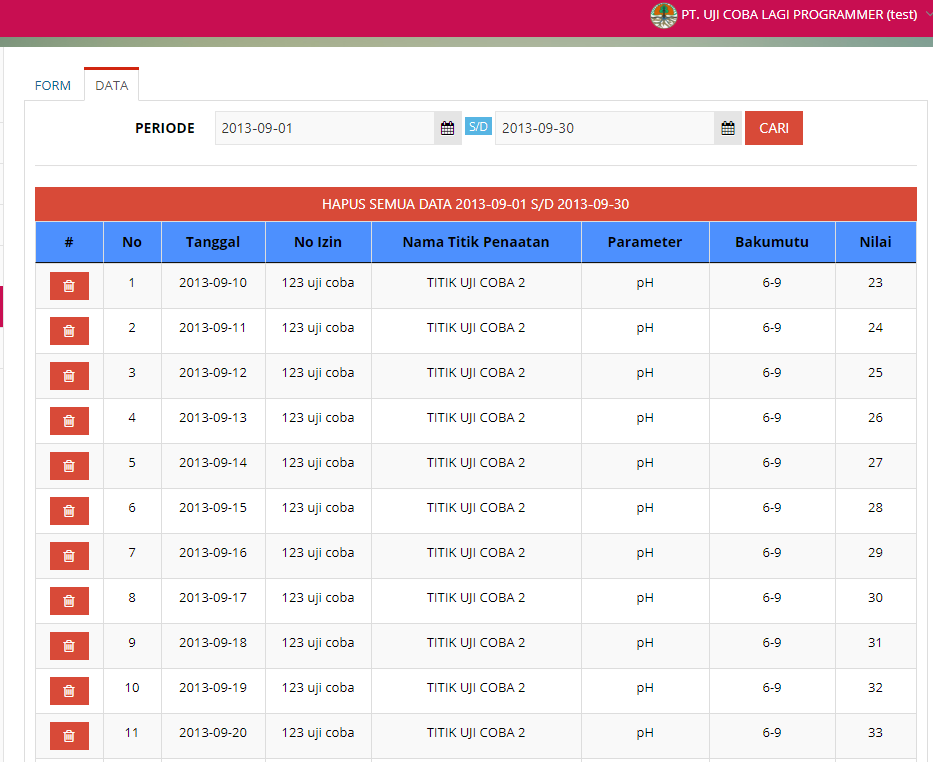 PT. UJI COBA LAGI PROGRAMMER (test)
FORM DATA
PERIODE 2013-09-01 S/D 2013-09-30 CARI
HAPUS SEMUA DATA 2013-09-01 S/D 2013-09-30
# No Tanggal No Izin Nama Titik Penaatan Parameter Bakumutu Nilai
1 2013-09-10 123 uji coba TITIK UJI COBA 2 pH 6-9 23
2 2013-09-11 123 uji coba TITIK UJI COBA 2 pH 6-9 24
3 2013-09-12 123 uji coba TITIK UJI COBA 2 pH 6-9 25
4 2013-09-13 123 uji coba TITIK UJI COBA 2 pH 6-9 26
5 2013-09-14 123 uji coba TITIK UJI COBA 2 pH 6-9 27
6 2013-09-15 123 uji coba TITIK UJI COBA 2 pH 6-9 28
7 2013-09-16 123 uji coba TITIK UJI COBA 2 pH 6-9 29
8 2013-09-17 123 uji coba TITIK UJI COBA 2 pH 6-9 30
9 2013-09-18 123 uji coba TITIK UJI COBA 2 pH 6-9 31
10 2013-09-19 123 uji coba TITIK UJI COBA 2 pH 6-9 32
11 2013-09-20 123 uji coba TITIK UJI COBA 2 pH 6-9 33